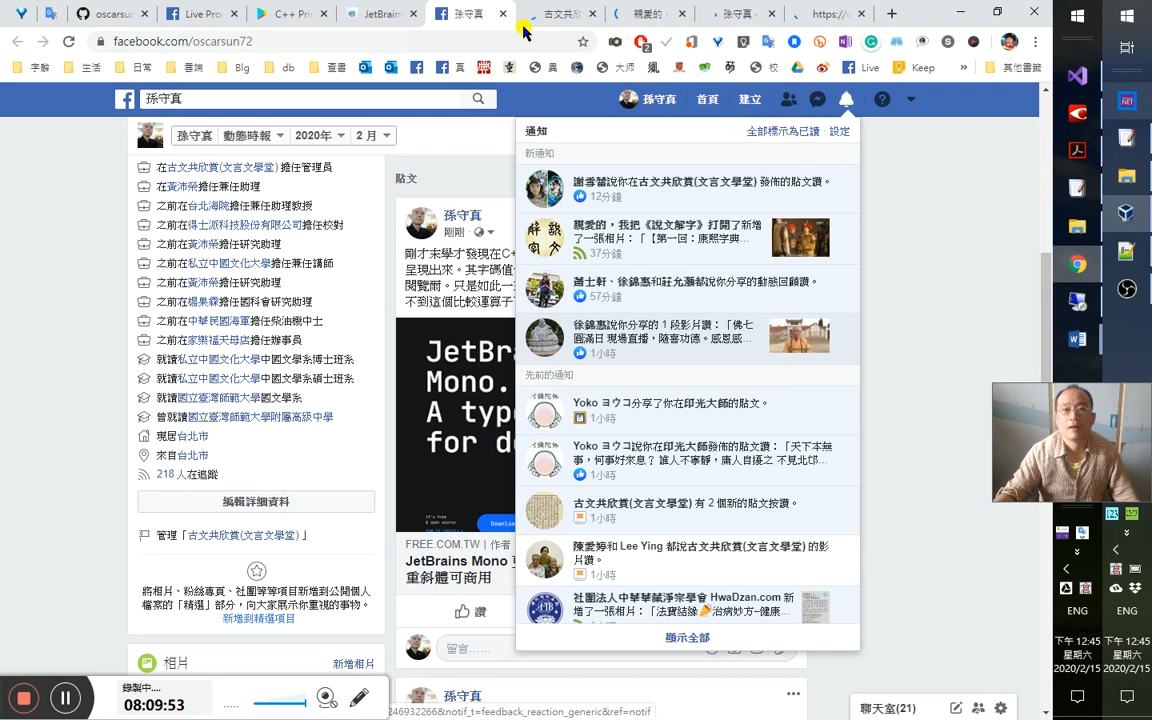 oscarsun
Live Proc
C++ Prin
JetBrains
孫守真
古文共
親愛的
孫守真 -
https://v
facebook.com/oscarsun72
字辭
生活
日常
雲端
Blg
db
查書
真
異
大师
校
Live
Keep
其他書籤
孫守真
孫守真
首頁
建立
孫守真
動態時報
2020年
2 月
在古文共欣賞(文言文學堂) 擔任管理員
在黃沛榮擔任兼任助理
之前在台北海院擔任兼任助理教授
之前在得士派科技股份有限公司擔任校對
之前在黃沛榮擔任研究助理
之前在私立中國文化大學擔任兼任講師
之前在黃沛榮擔任研究助理
之前在楊果霖擔任國科會研究助理
之前在中華民國海軍擔任柴油機中士
之前在家樂福天母店擔任辦事員
就讀私立中國文化大學中國文學系博士班系
就讀私立中國文化大學中國文學系碩士班系
就讀國立臺灣師範大學國文學系
曾就讀國立臺灣師範大學附屬高級中學
現居台北市
來自台北市
218 人在追蹤
編輯詳細資料
管理「古文共欣賞(文言文學堂) 」
將相片、粉絲專頁、社團等等項目新增到公開個人
檔案的「精選」部分，向大家展示你重視的事物。
新增到精選項目
相片
新增相片
貼文
孫守真
剛剛 ·
剛才末學才發現在C+
呈現出來。其字碼值
閱覽爾。只是如此一
不到這個比較運算子
JetBra
Mono.
A type
for de
It's free
& open source
Download
FREE.COM.TW | 作者
JetBrains Mono
重斜體可商用
讚
留言……
孫守真
通知
全部標示為已讀 · 設定
新通知
謝雪謦說你在古文共欣賞(文言文學堂) 發佈的貼文讚。
12分鐘
親愛的，我把《說文解字》打開了新增
了一張相片：「【第一回：康熙字典...
37分鐘
蕭士軒、徐錦惠和莊允灝都說你分享的動態回顧讚。
57分鐘
徐錦惠說你分享的 1 段影片讚：「佛七
圓滿日 現場直播，隨喜功德。感恩感...
1小時
先前的通知
Yoko ヨウコ分享了你在印光大師的貼文。
1小時
Yoko ヨウコ說你在印光大師發佈的貼文讚：「天下本無
事，何事好來息？ 誰人不寧靜，庸人自擾之 不見北邙...
1小時
古文共欣賞(文言文學堂) 有 2 個新的貼文按讚。
1小時
陳愛婷和 Lee Ying 都說古文共欣賞(文言文學堂) 的影
片讚。
1小時
社團法人中華華藏淨宗學會 HwaDzan.com 新
增了一張相片：「法寶結緣 治病妙方~健康...
顯示全部
246932266&notif_t=feedback_reaction_generic&ref=notif
聊天室(21)
錄製中....
08:09:53
ENG
ENG
下午 12:45
星期六
2020/2/15
下午 12:45
星期六
2020/2/15